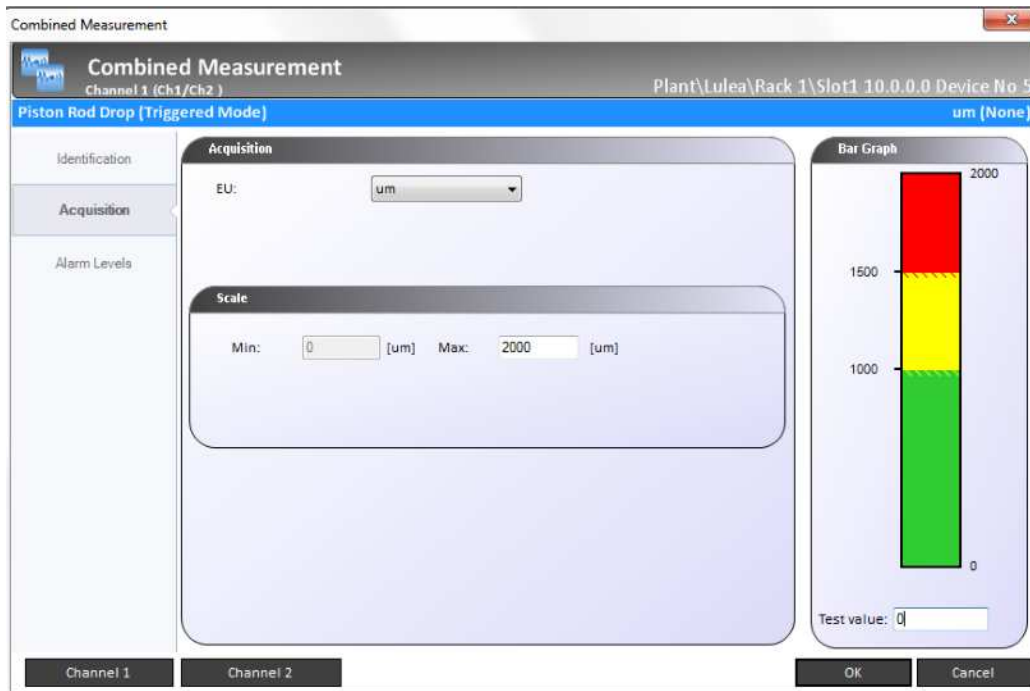 Combined Measurement
Combined Measurement
Channel 1 (Ch1/Ch2 )
Plant\Lulea\Rack 1\Slot1 10.0.0.0 Device No 5
Piston Rod Drop (Triggered Mode)
um (None)
Identification
Acquisition
Alarm Levels
Acquisition
EU:
um
Scale
Min:
0
[um]
Max:
2000
[um]
Bar Graph
2000
1500
1000
0
Test value: 0
Channel 1
Channel 2
OK
Cancel